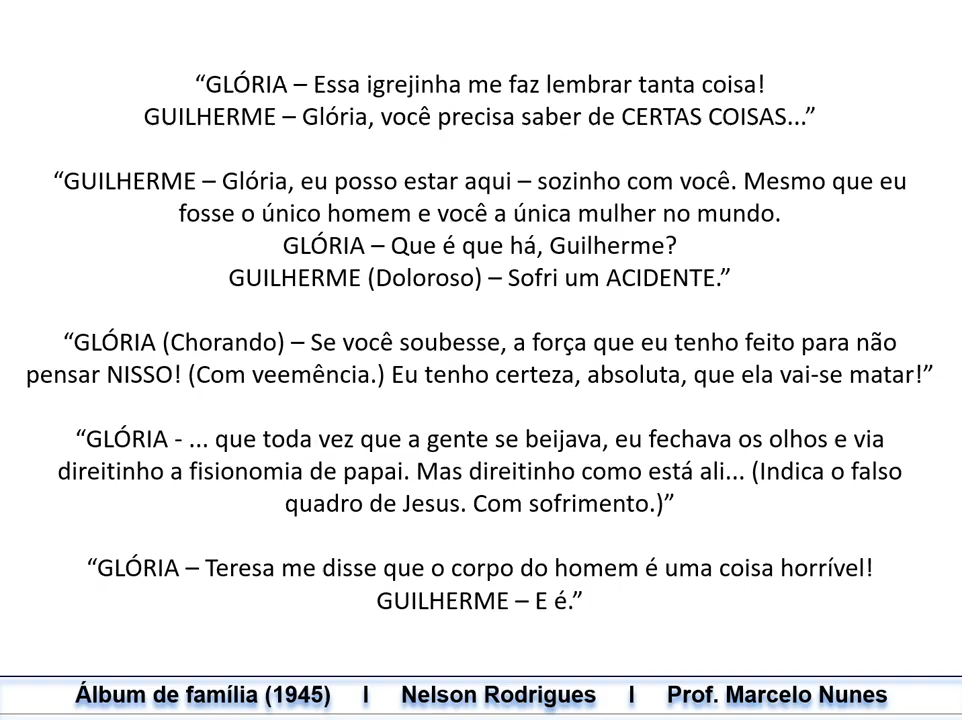 “GLÓRIA – Essa igrejinha me faz lembrar tanta coisa!
GUILHERME – Glória, você precisa saber de CERTAS COISAS...”
“GUILHERME – Glória, eu posso estar aqui – sozinho com você. Mesmo que eu
fosse o único homem e você a única mulher no mundo.
GLÓRIA – Que é que há, Guilherme?
GUILHERME (Doloroso) – Sofri um ACIDENTE.”
“GLÓRIA (Chorando) – Se você soubesse, a força que eu tenho feito para não
pensar NISSO! (Com veemência.) Eu tenho certeza, absoluta, que ela vai-se matar!”
“GLÓRIA - ... que toda vez que a gente se beijava, eu fechava os olhos e via
direitinho a fisionomia de papai. Mas direitinho como está ali... (Indica o falso
quadro de Jesus. Com sofrimento.)”
“GLÓRIA – Teresa me disse que o corpo do homem é uma coisa horrível!
GUILHERME – E é.”
Álbum de família (1945) I Nelson Rodrigues I Prof. Marcelo Nunes